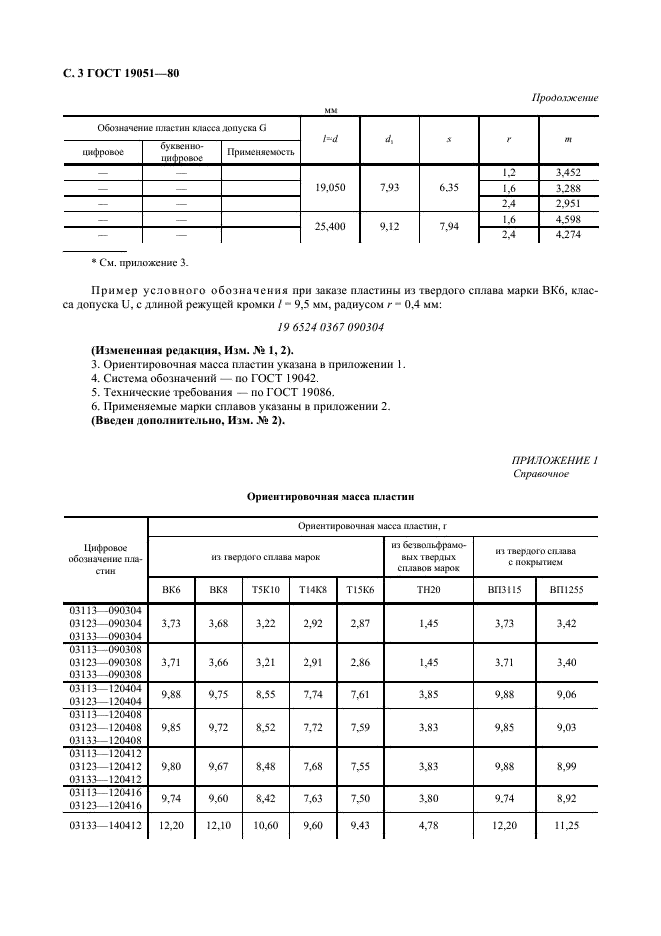 С. 3 ГОСТ 19051—80
Продолжение
мм
Обозначение пластин класса допуска G
l=d
d₁
s
r
m
цифровое
буквенно-
цифровое
Применяемость
— — 19,050 7,93 6,35 1,2 3,452
— — 1,6 3,288
— — 2,4 2,951
— — 25,400 9,12 7,94 1,6 4,598
— — 2,4 4,274
* См. приложение 3.
Пример условного обозначения при заказе пластины из твердого сплава марки ВК6, клас-
са допуска U, с длиной режущей кромки l = 9,5 мм, радиусом r = 0,4 мм:
19 6524 0367 090304
(Измененная редакция, Изм. № 1, 2).
3. Ориентировочная масса пластин указана в приложении 1.
4. Система обозначений — по ГОСТ 19042.
5. Технические требования — по ГОСТ 19086.
6. Применяемые марки сплавов указаны в приложении 2.
(Введен дополнительно, Изм. № 2).
ПРИЛОЖЕНИЕ 1
Справочное
Ориентировочная масса пластин
Цифровое
обозначение пла-
стин
Ориентировочная масса пластин, г
из твердого сплава марок
из безвольфрамо-
вых твердых
сплавов марок
из твердого сплава
с покрытием
ВК6 ВК8 Т5К10 Т14К8 Т15К6 ТН20 ВП3115 ВП1255
03113—090304
03123—090304 3,73 3,68 3,22 2,92 2,87 1,45 3,73 3,42
03133—090304
03113—090308
03123—090308 3,71 3,66 3,21 2,91 2,86 1,45 3,71 3,40
03133—090308
03113—120404 9,88 9,75 8,55 7,74 7,61 3,85 9,88 9,06
03123—120404
03113—120408
03123—120408 9,85 9,72 8,52 7,72 7,59 3,83 9,85 9,03
03133—120408
03113—120412
03123—120412 9,80 9,67 8,48 7,68 7,55 3,83 9,88 8,99
03133—120412
03113—120416 9,74 9,60 8,42 7,63 7,50 3,80 9,74 8,92
03123—120416
03133—140412 12,20 12,10 10,60 9,60 9,43 4,78 12,20 11,25